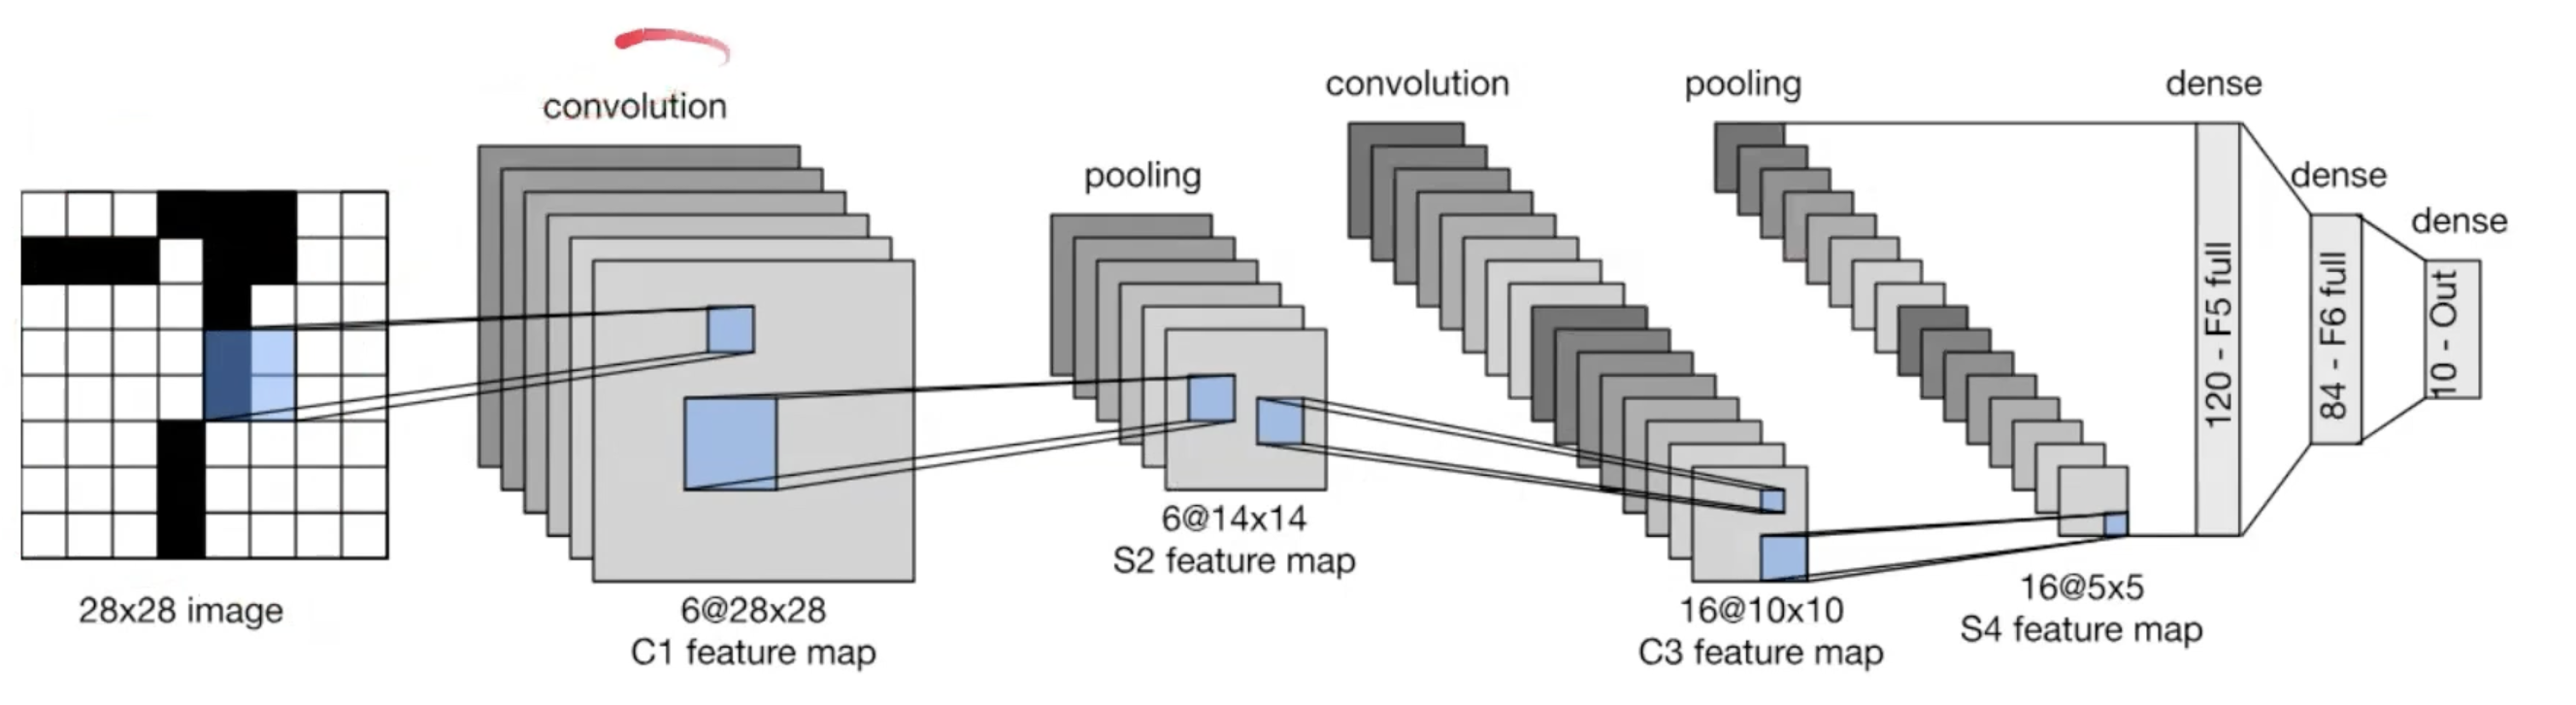 convolution
28x28 image
6@28x28
C1 feature map
pooling
6@14x14
S2 feature map
convolution
16@10x10
C3 feature map
pooling
16@5x5
S4 feature map
dense
120 - F5 full
dense
84 - F6 full
dense
10 - Out